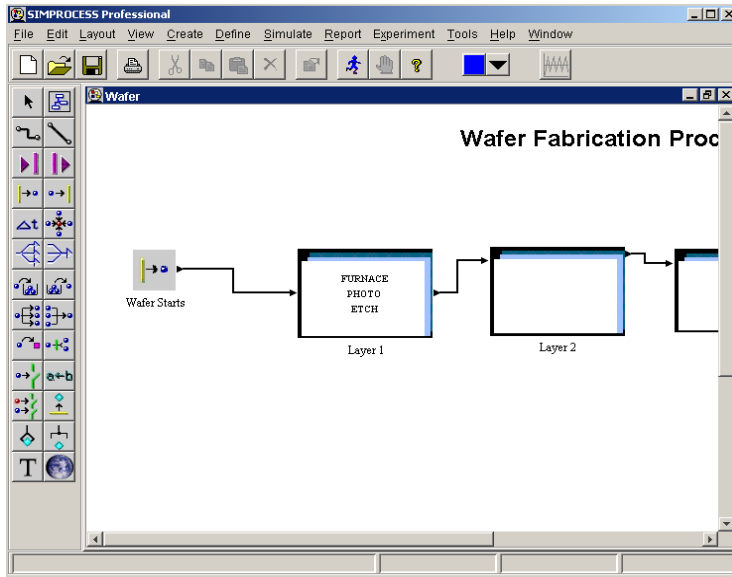 SIMPROCESS Professional
File Edit Layout View Create Define Simulate Report Experiment Tools Help Window
Wafer
Wafer Fabrication Proc
Δt
a←b
T
Wafer Starts
FURNACE
PHOTO
ETCH
Layer 1
Layer 2